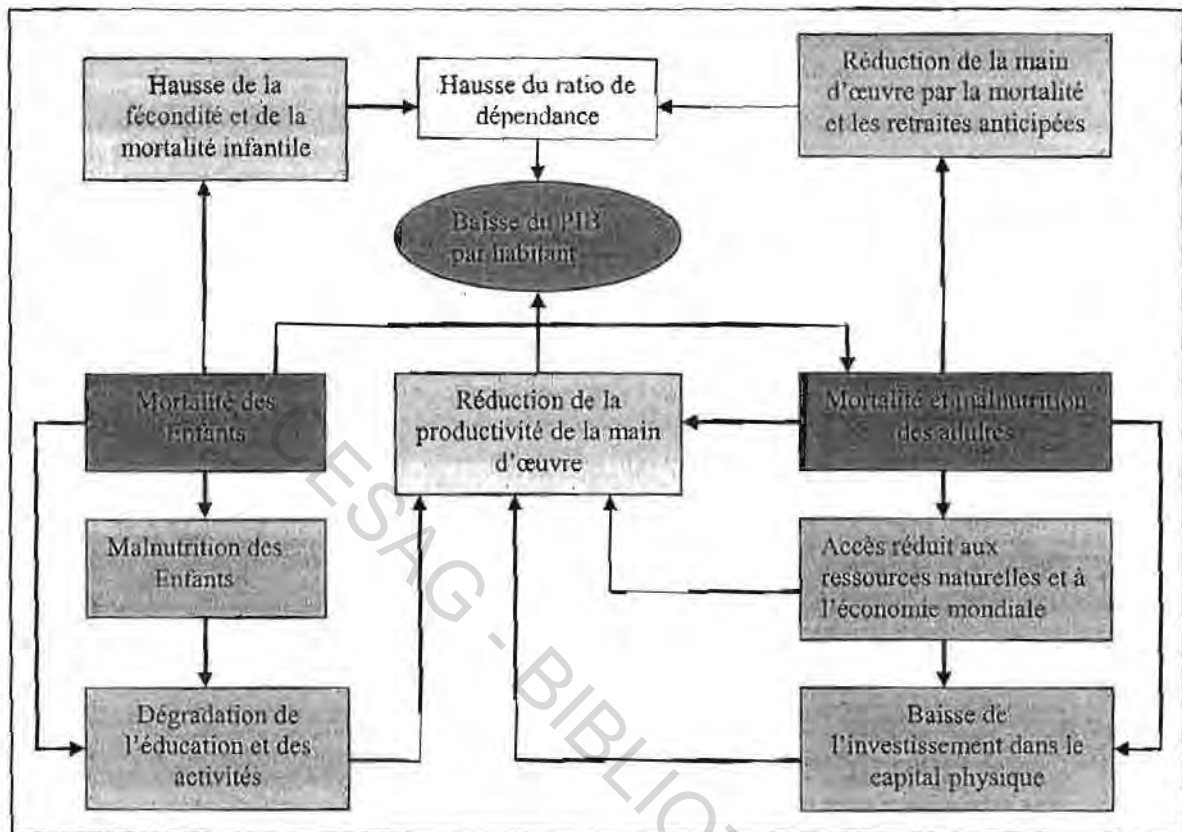 Hausse de la
fécondité et de la
mortalité infantile
Hausse du ratio de
dépendance
Réduction de la main
d'œuvre par la mortalité
et les retraites anticipées
Baisse du PIB
par habitant
Mortalité des
Enfants
Réduction de la
productivité de la main
d'œuvre
Mortalité et malnutrition
des adultes
Malnutrition des
Enfants
Accès réduit aux
ressources naturelles et à
l'économie mondiale
Dégradation de
l'éducation et des
activités
Baisse de
l'investissement dans le
capital physique
CESAG - BIBLIOT